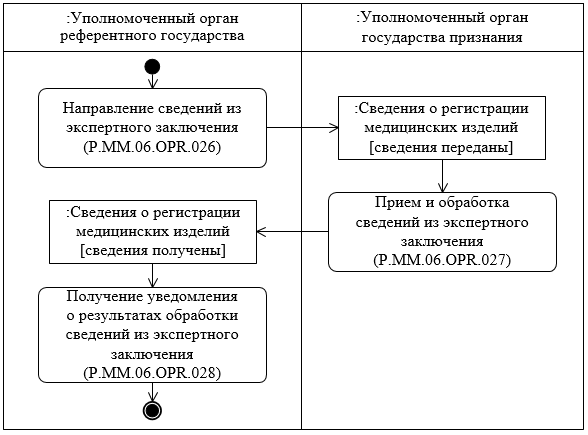 :Уполномоченный орган
референтного государства
:Уполномоченный орган
государства признания
Направление сведений из
экспертного заключения
(P.MM.06.OPR.026)
:Сведения о регистрации
медицинских изделий
[сведения переданы]
Прием и обработка
сведений из экспертного
заключения
(P.MM.06.OPR.027)
:Сведения о регистрации
медицинских изделий
[сведения получены]
Получение уведомления
о результатах обработки
сведений из экспертного
заключения
(P.MM.06.OPR.028)